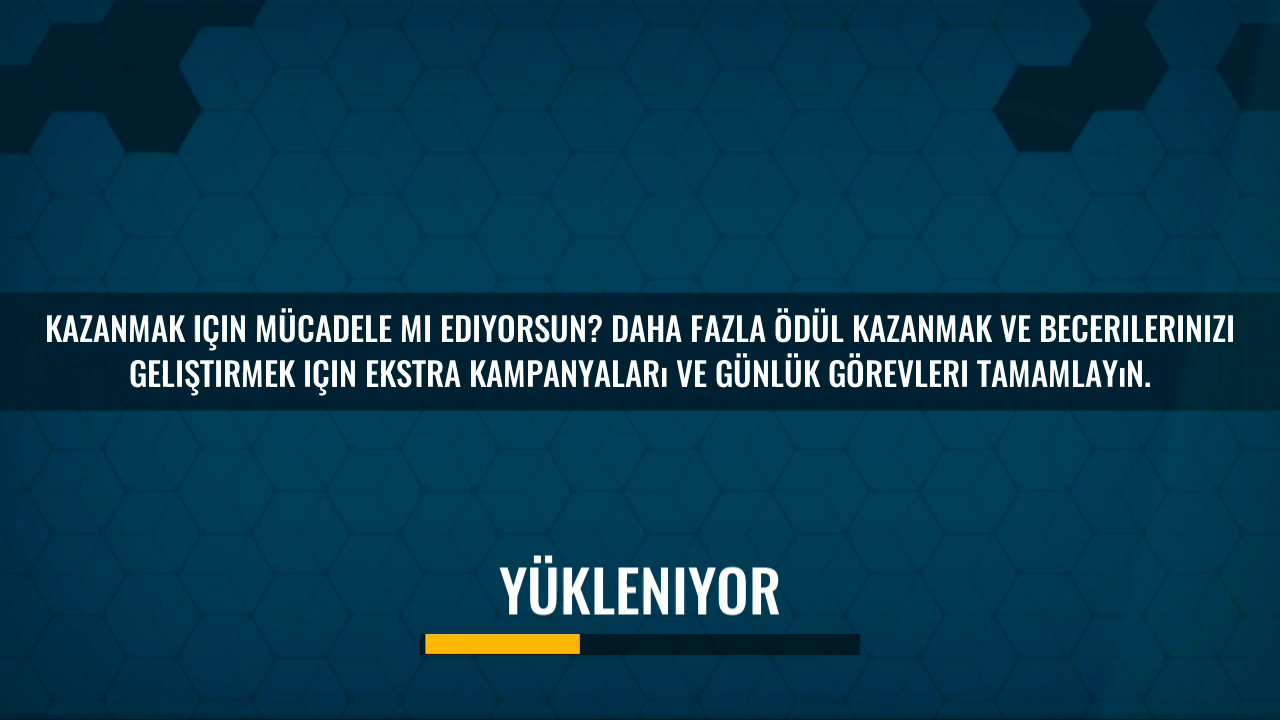 KAZANMAK IÇIN MÜCADELE MI EDIYORSUN? DAHA FAZLA ÖDÜL KAZANMAK VE BECERILERINIZI
GELIŞTIRMEK IÇIN EKSTRA KAMPANYALARı VE GÜNLÜK GÖREVLERI TAMAMLAYıN.
YÜKLENIYOR